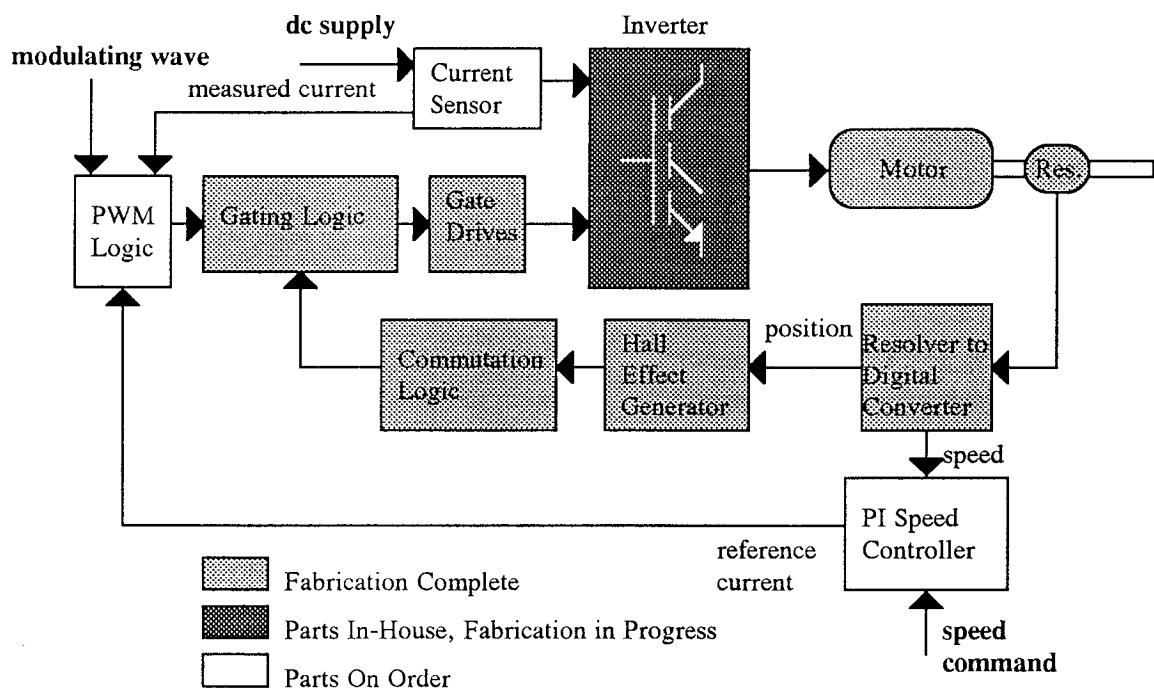 Inverter
dc supply
modulating wave
measured current
Current
Sensor
Motor
Res.
PWM
Logic
Gating Logic
Gate
Drives
position
Commutation
Logic
Hall
Effect
Generator
Resolver to
Digital
Converter
speed
PI Speed
Controller
reference
current
speed
command
Fabrication Complete
Parts In-House, Fabrication in Progress
Parts On Order